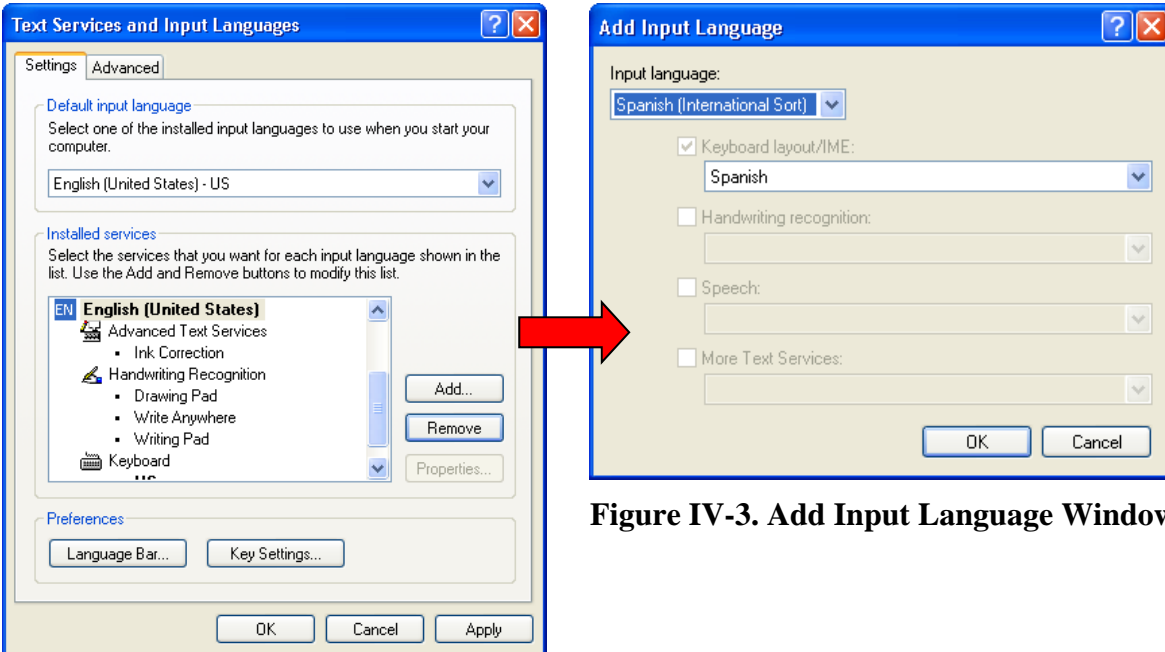 Text Services and Input Languages
Settings
Advanced
Default input language
Select one of the installed input languages to use when you start your
computer.
English (United States) - US
Installed services
Select the services that you want for each input language shown in the
list. Use the Add and Remove buttons to modify this list.
EN English (United States)
Advanced Text Services
• Ink Correction
Handwriting Recognition
• Drawing Pad
• Write Anywhere
• Writing Pad
Keyboard
Add...
Remove
Properties...
Preferences
Language Bar...
Key Settings...
OK
Cancel
Apply
Add Input Language
Input language:
Spanish (International Sort)
Keyboard layout/IME:
Spanish
Handwriting recognition:
Speech:
More Text Services:
OK
Cancel
Figure IV-3. Add Input Language Window